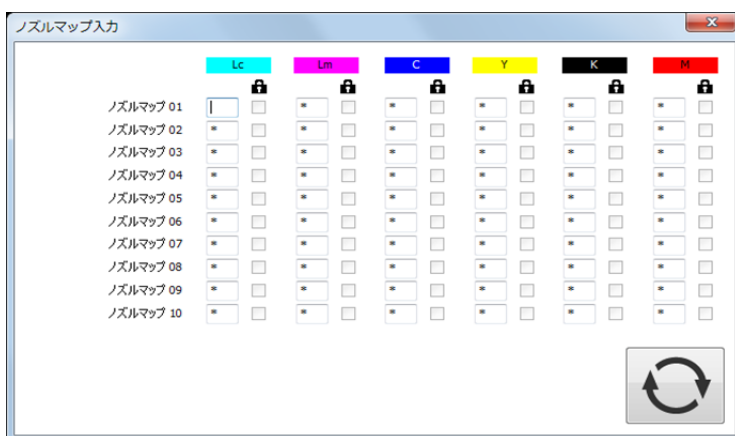 ノズルマップ入力
Lc Lm C Y K M
ノズルマップ 01 * * * * *
ノズルマップ 02 * * * * * *
ノズルマップ 03 * * * * * *
ノズルマップ 04 * * * * * *
ノズルマップ 05 * * * * * *
ノズルマップ 06 * * * * * *
ノズルマップ 07 * * * * * *
ノズルマップ 08 * * * * * *
ノズルマップ 09 * * * * * *
ノズルマップ 10 * * * * * *